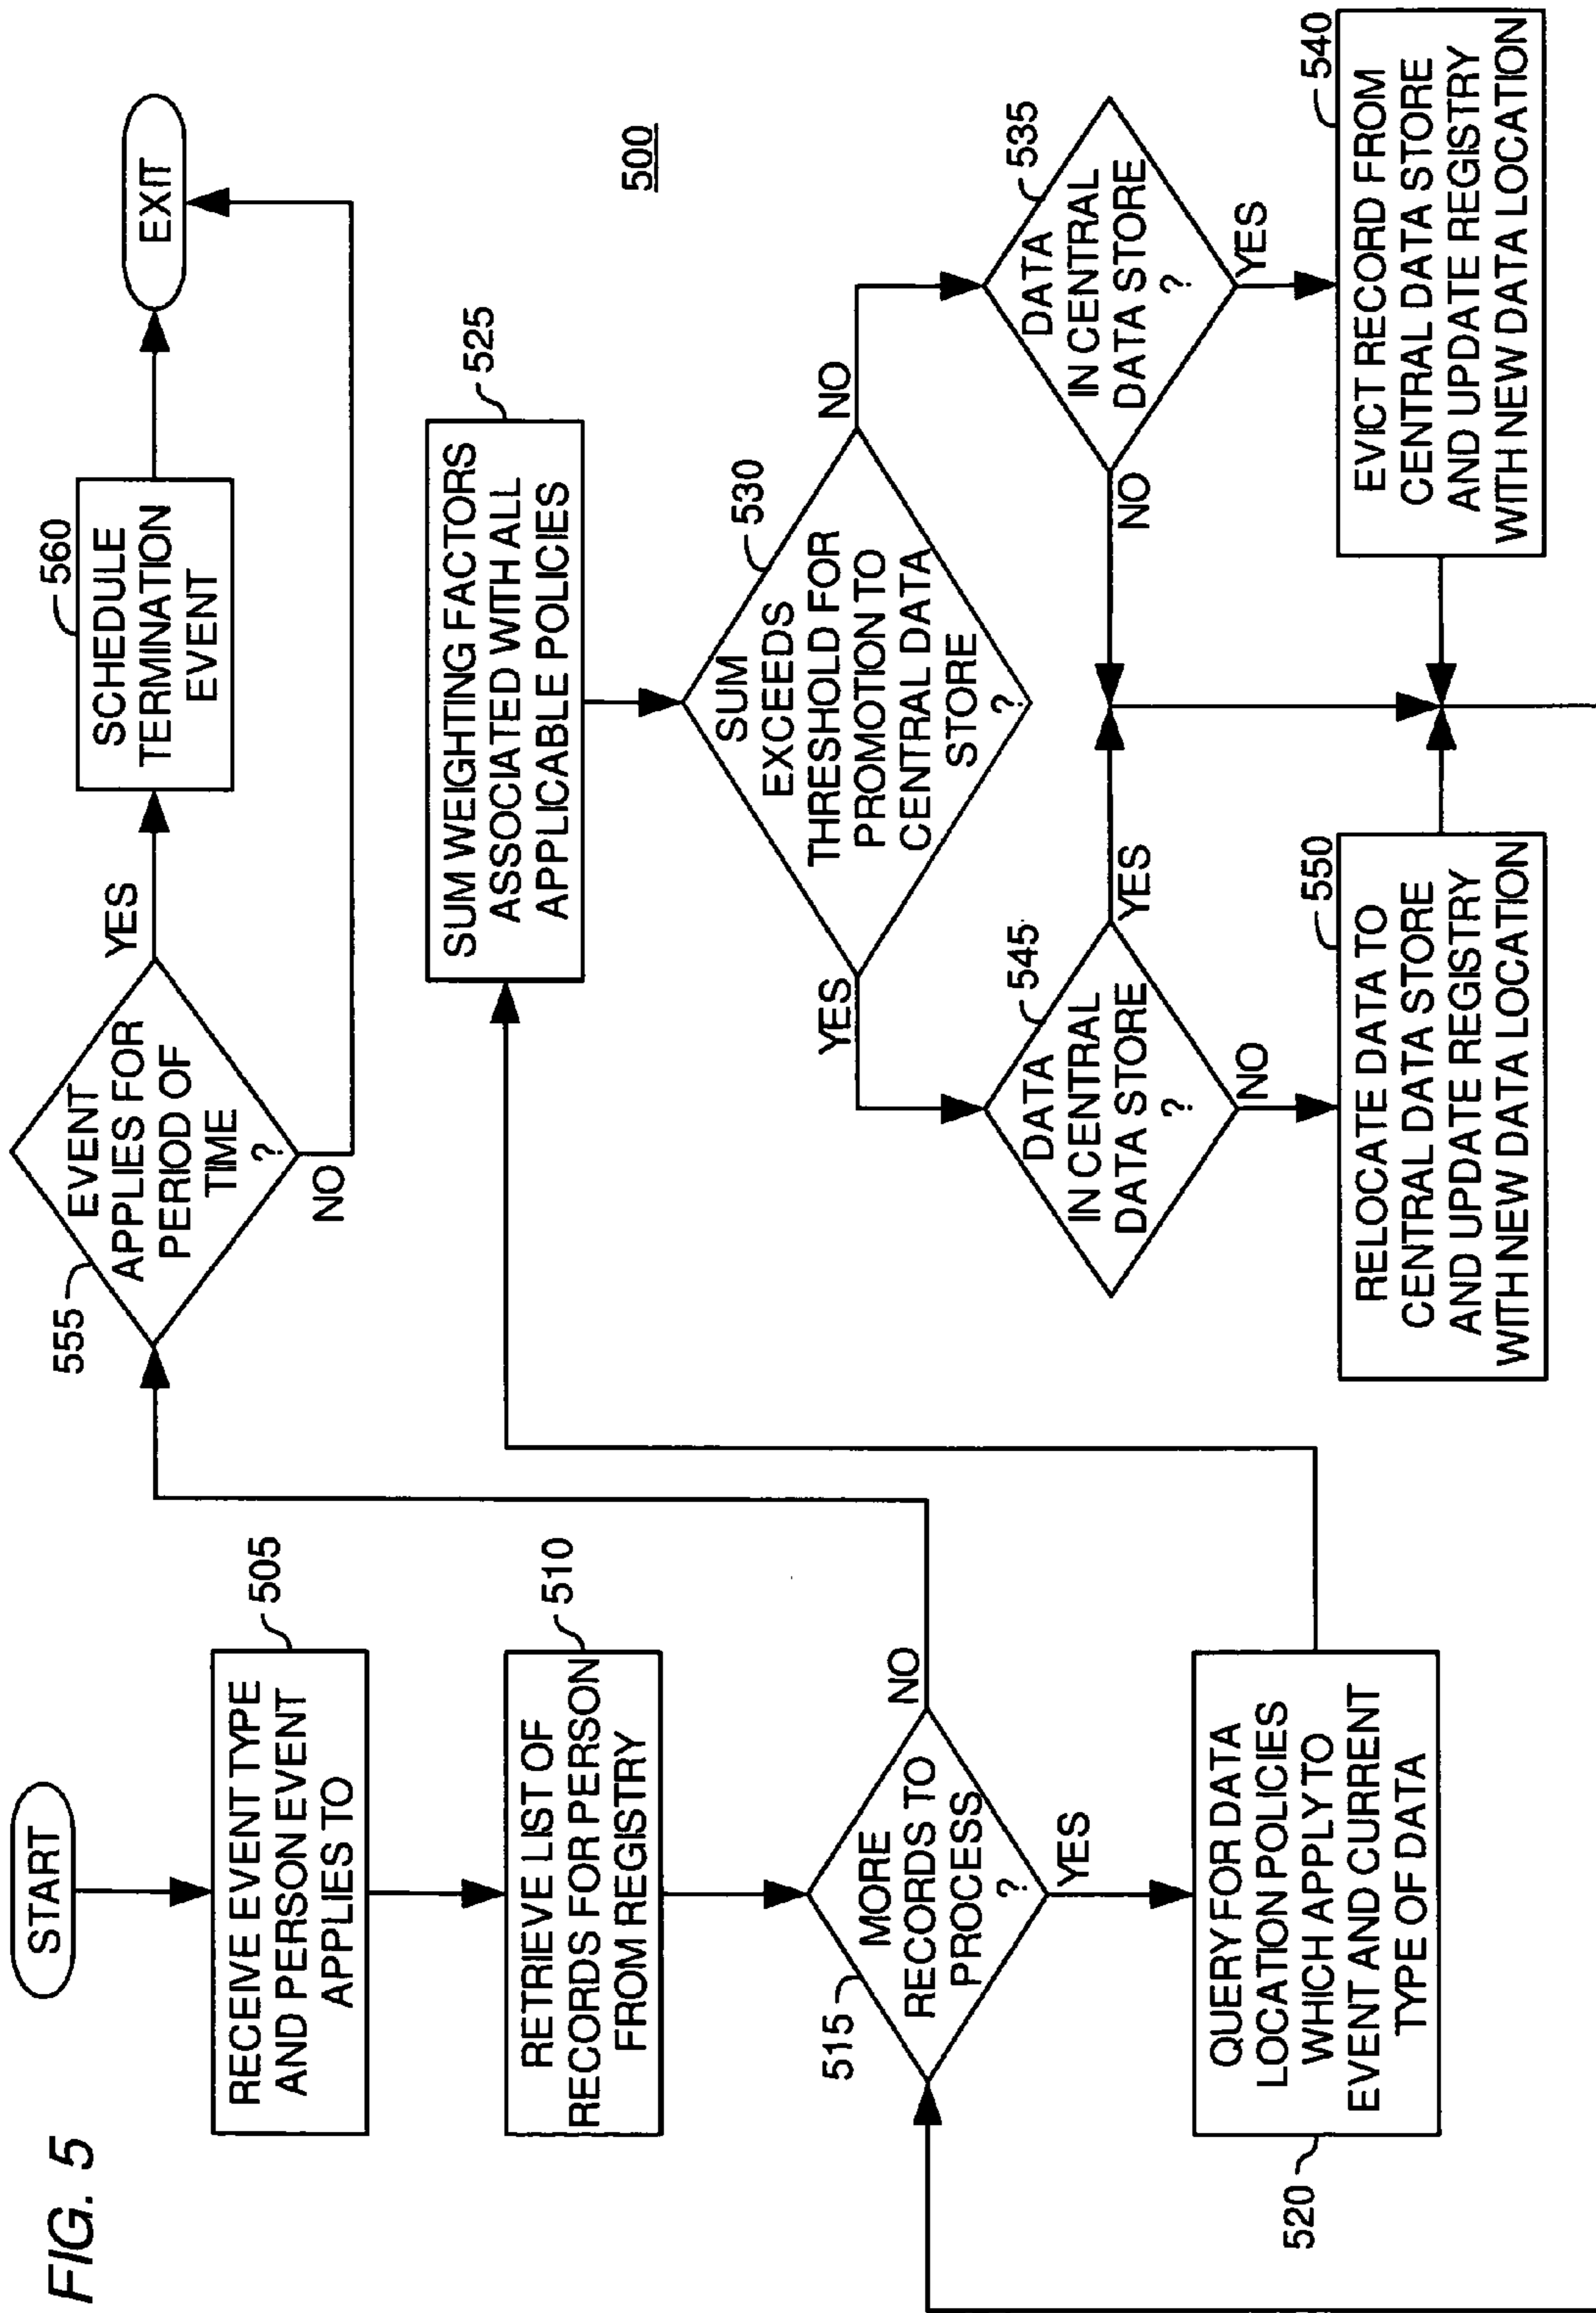 FIG. 5
START
RECEIVE EVENT TYPE
AND PERSON EVENT
APPLIES TO
505
RETRIEVE LIST OF
RECORDS FOR PERSON
FROM REGISTRY
510
MORE
RECORDS TO
PROCESS
?
515
NO
YES
QUERY FOR DATA
LOCATION POLICIES
WHICH APPLY TO
EVENT AND CURRENT
TYPE OF DATA
520
EVENT
APPLIES FOR
PERIOD OF
TIME
?
555
YES
NO
SCHEDULE
TERMINATION
EVENT
560
EXIT
500
SUM WEIGHTING FACTORS
ASSOCIATED WITH ALL
APPLICABLE POLICIES
525
SUM
EXCEEDS
THRESHOLD FOR
PROMOTION TO
CENTRAL DATA
STORE
?
530
YES
NO
DATA
IN CENTRAL
DATA STORE
?
545
YES
NO
DATA
IN CENTRAL
DATA STORE
?
535
NO
YES
RELOCATE DATA TO
CENTRAL DATA STORE
AND UPDATE REGISTRY
WITH NEW DATA LOCATION
550
EVICT RECORD FROM
CENTRAL DATA STORE
AND UPDATE REGISTRY
WITH NEW DATA LOCATION
540